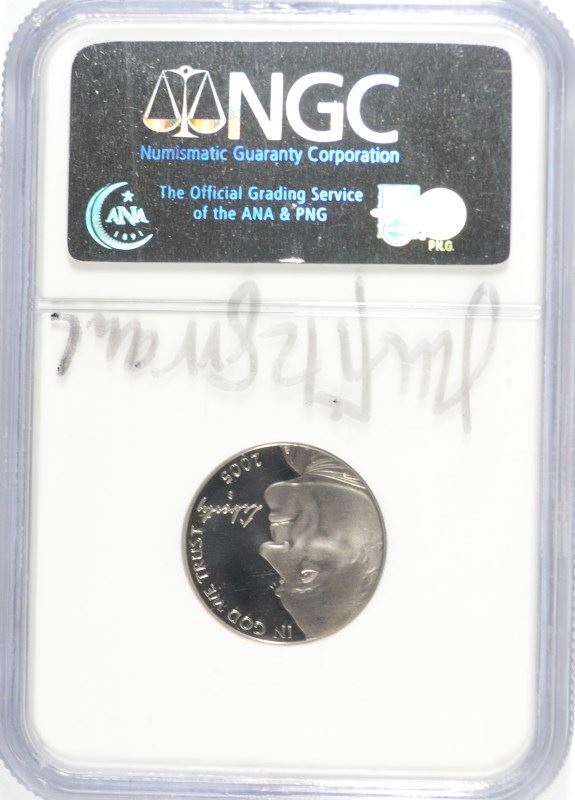 NGC
Numismatic Guaranty Corporation
The Official Grading Service
of the ANA & PNG
ANA
1891
P.N.G.
IN GOD WE TRUST
Liberty
S
2005